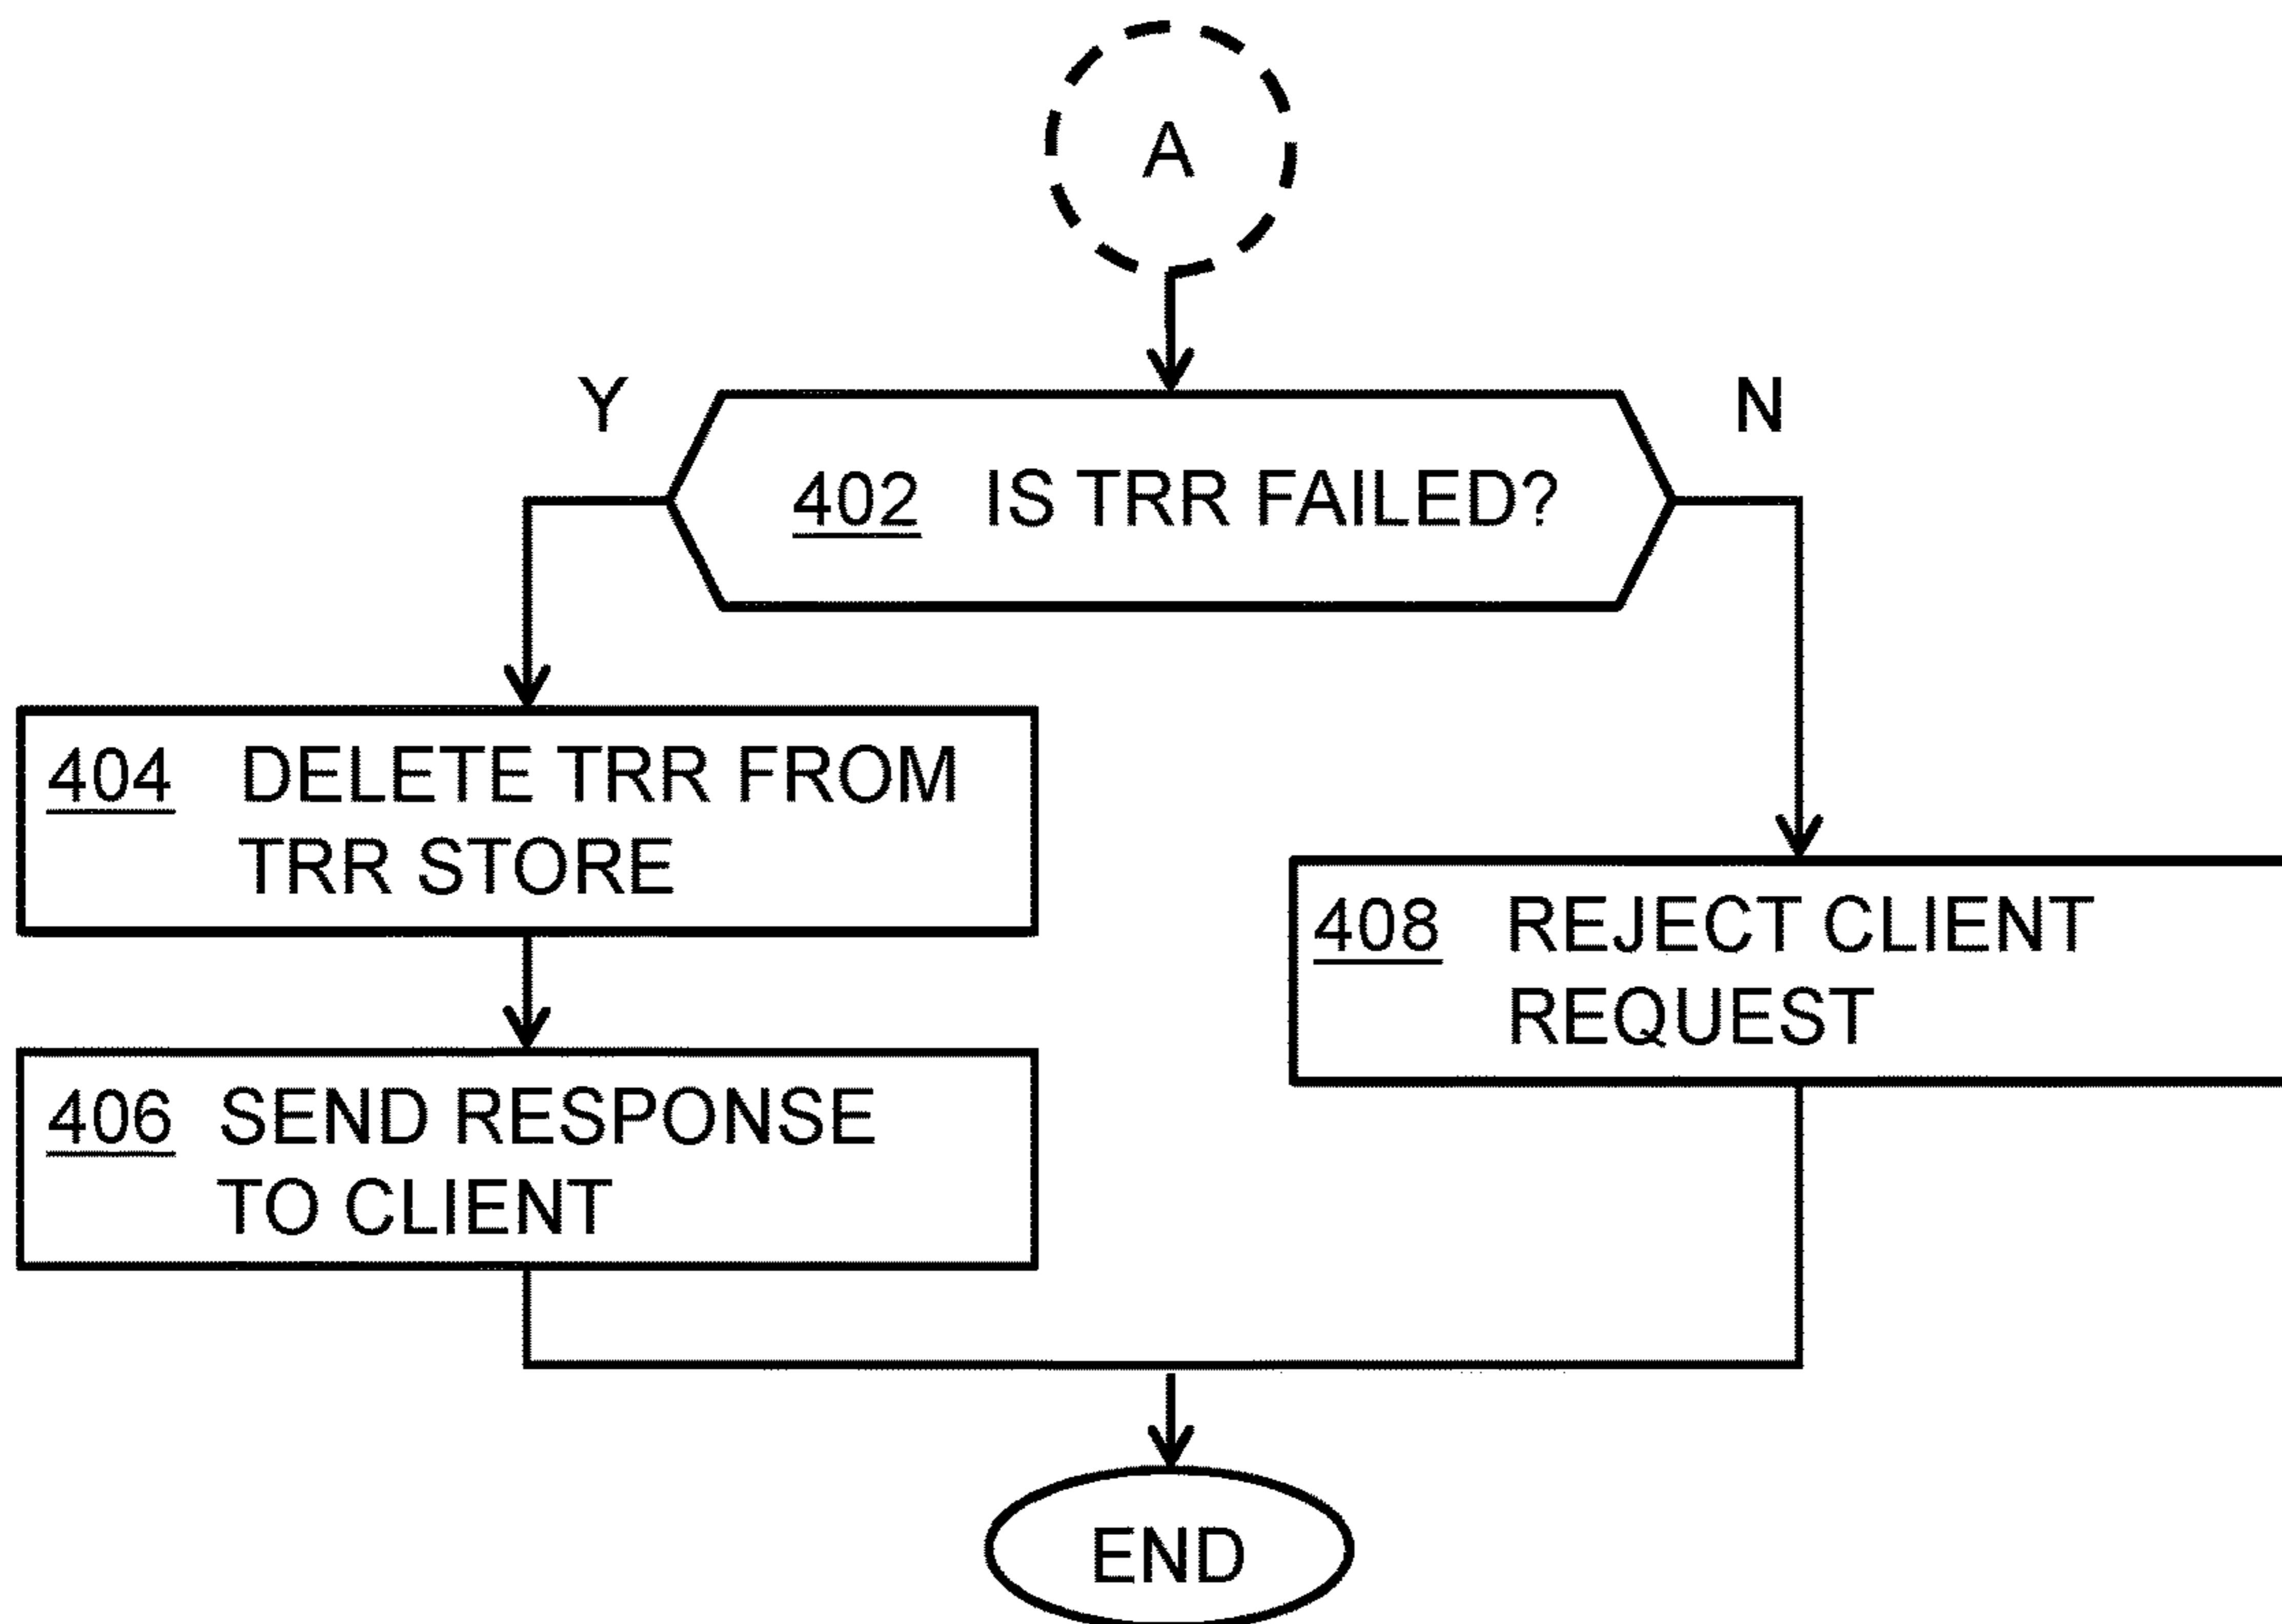 A
Y
N
402 IS TRR FAILED?
404 DELETE TRR FROM
TRR STORE
408 REJECT CLIENT
REQUEST
406 SEND RESPONSE
TO CLIENT
END